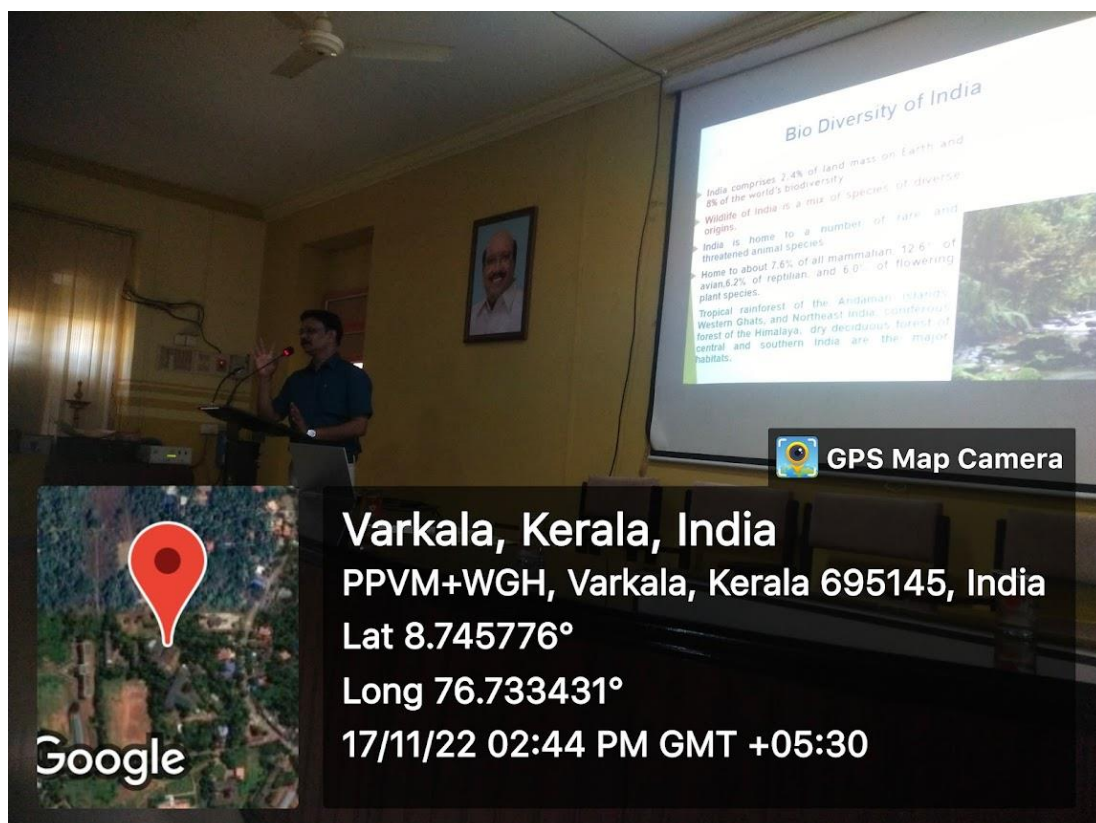 Bio Diversity of India
India comprises 2.4% of land mass on Earth and
8% of the world's biodiversity
Wildlife of India is a mix of species of diverse
origins.
India is home to a number of rare and
threatened animal species.
Home to about 7.6% of all mammalian, 12.6% of
avian,6.2% of reptilian, and 6.0% of flowering
plant species.
Tropical rainforest of the Andaman Islands
Western Ghats, and Northeast India, coniferous
forest of the Himalaya, dry deciduous forest of
central and southern India are the major
habitats.
GPS Map Camera
Varkala, Kerala, India
PPVM+WGH, Varkala, Kerala 695145, India
Lat 8.745776°
Long 76.733431°
17/11/22 02:44 PM GMT +05:30
Google